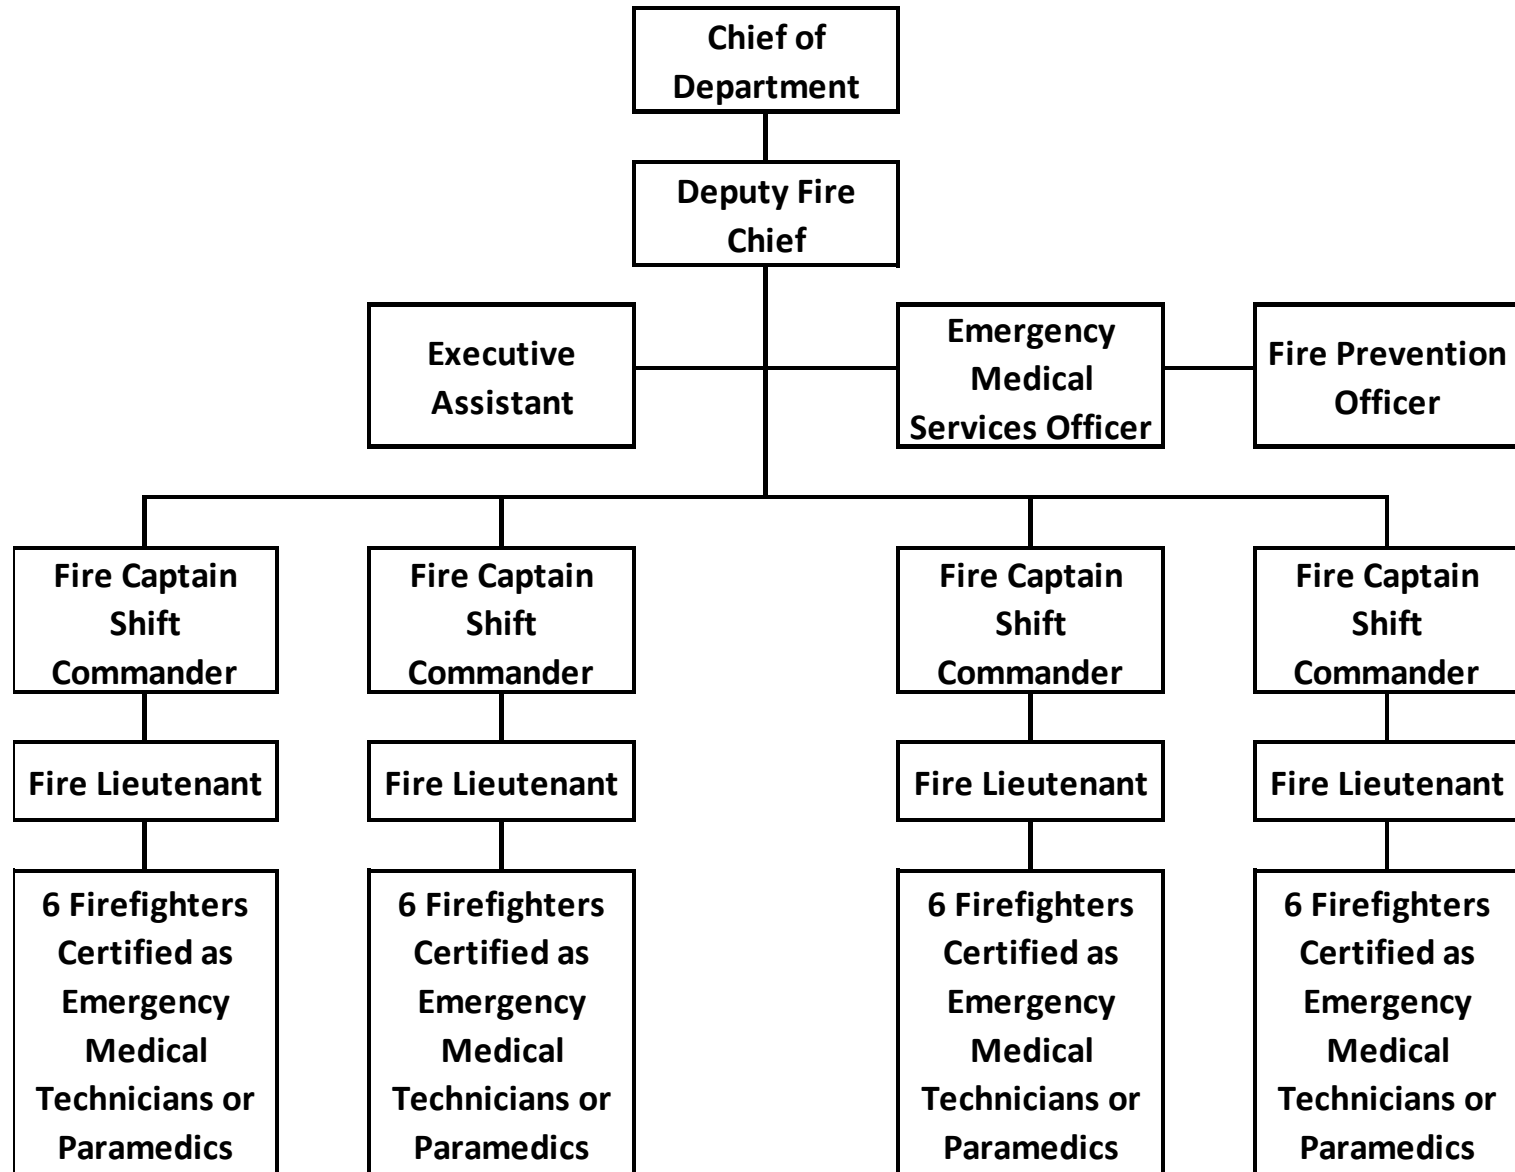 Chief of
Department
Deputy Fire
Chief
Executive
Assistant
Emergency
Medical
Services Officer
Fire Prevention
Officer
Fire Captain
Shift
Commander
Fire Captain
Shift
Commander
Fire Captain
Shift
Commander
Fire Captain
Shift
Commander
Fire Lieutenant
Fire Lieutenant
Fire Lieutenant
Fire Lieutenant
6 Firefighters
Certified as
Emergency
Medical
Technicians or
Paramedics
6 Firefighters
Certified as
Emergency
Medical
Technicians or
Paramedics
6 Firefighters
Certified as
Emergency
Medical
Technicians or
Paramedics
6 Firefighters
Certified as
Emergency
Medical
Technicians or
Paramedics